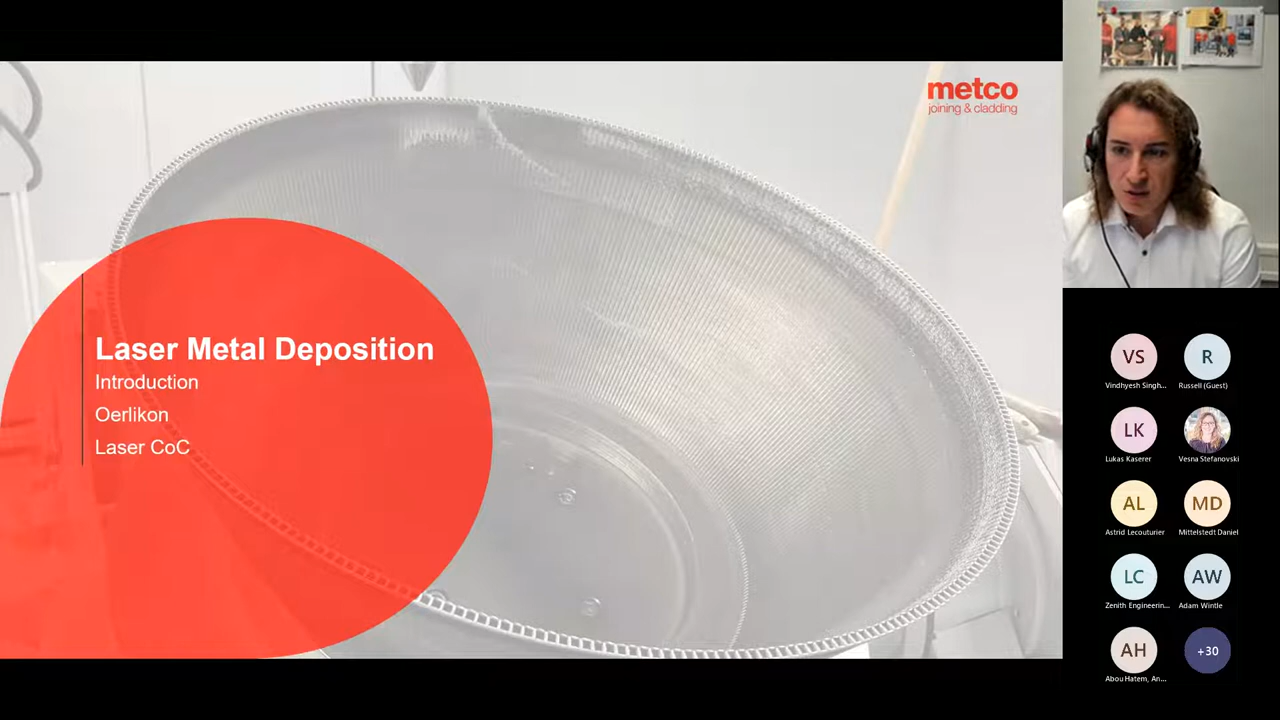 metco
joining & cladding
Laser Metal Deposition
Introduction
Oerlikon
Laser CoC
VS
Vindhyesh Singh...
R
Russell (Guest)
LK
Lukas Kaserer
Vesna Stefanovski
AL
Astrid Lecouturier
MD
Mittelstedt Daniel
LC
Zenith Engineerin...
AW
Adam Wintle
AH
Abou Hatem, An...
+30